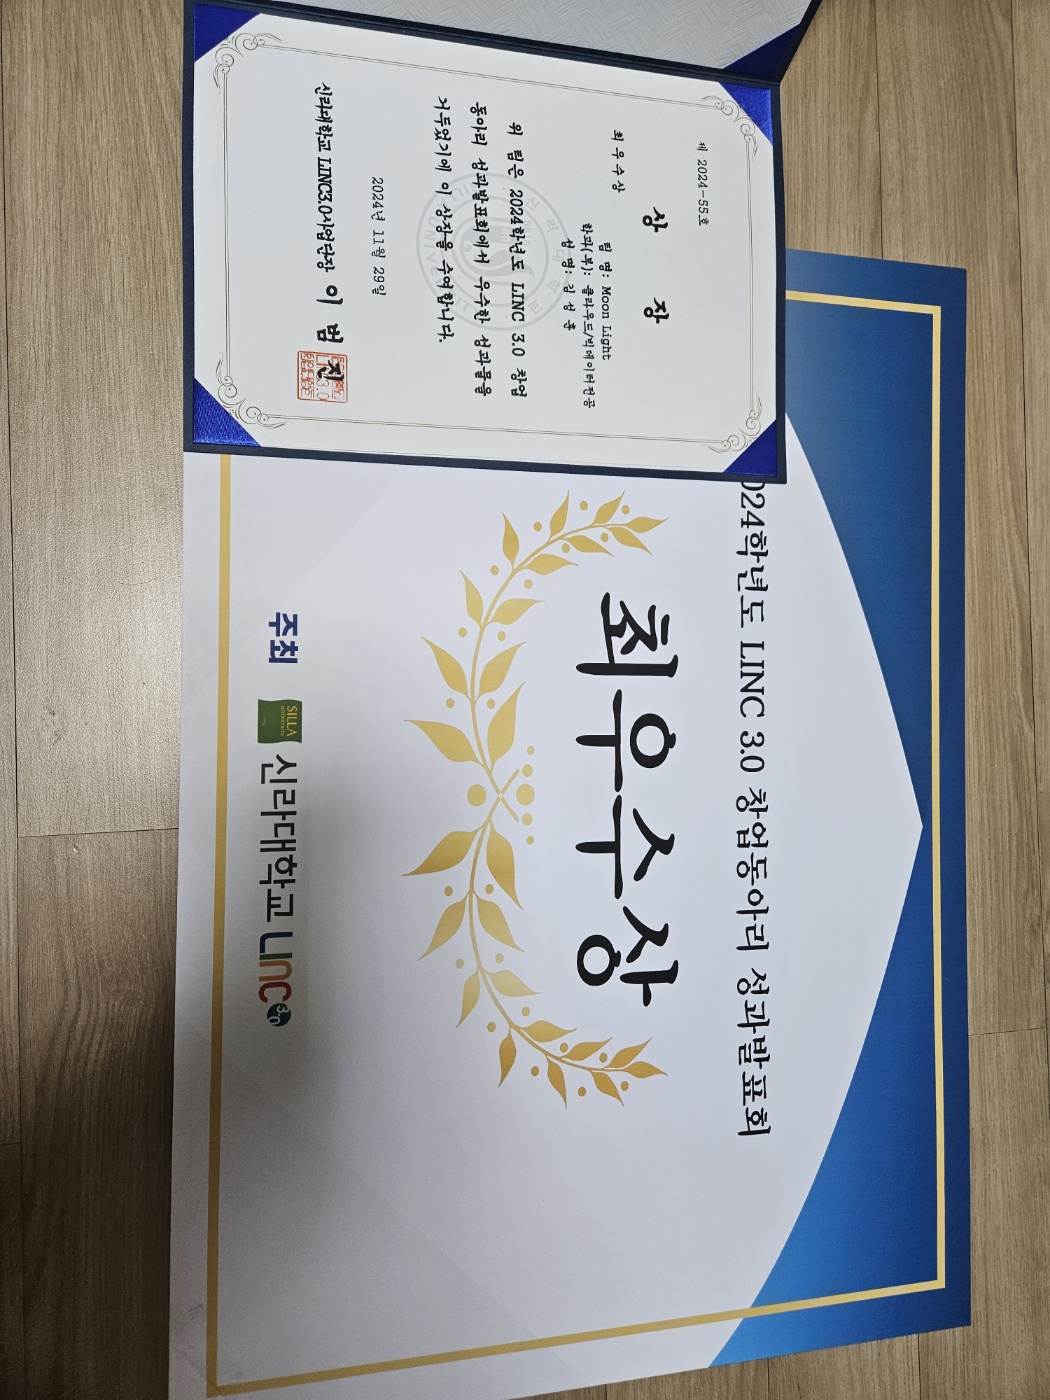 제 2024-55호
상 장
최우수상
팀 명: Moon Light
학과(부): 클라우드/빅데이터전공
성 명: 김성훈
위 팀은 2024학년도 LINC 3.0 창업
동아리 성과발표회에서 우수한 성과물을
거두었기에 이 상장을 수여합니다.
2024년 11월 29일
신라대학교 LINC3.0사업단장 이 범 진
024학년도 LINC 3.0 창업동아리 성과발표회
최우수상
주최
SILLA
university
신라대학교 LINC 3.0